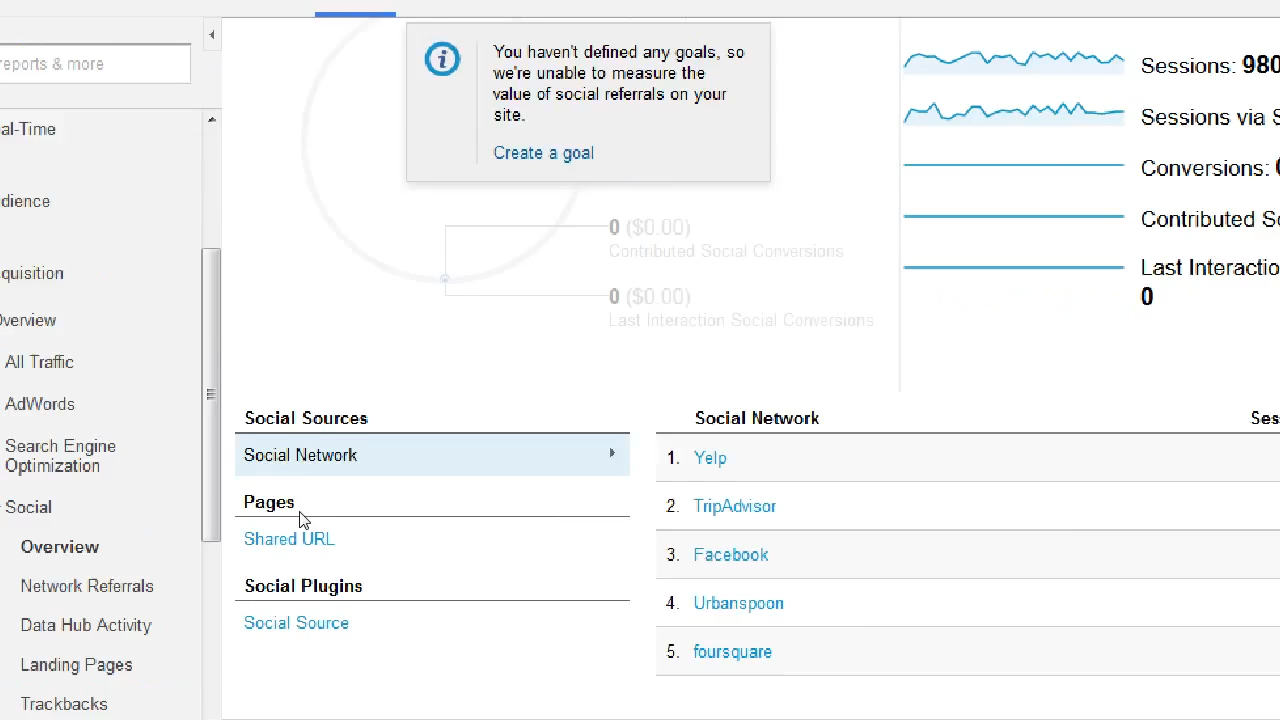 reports & more
al-Time
dience
quisition
Overview
All Traffic
AdWords
Search Engine
Optimization
Social
Overview
Network Referrals
Data Hub Activity
Landing Pages
Trackbacks
You haven't defined any goals, so
we're unable to measure the
value of social referrals on your
site.
Create a goal
0 ($0.00)
Contributed Social Conversions
0 ($0.00)
Last Interaction Social Conversions
Sessions: 980
Sessions via S
Conversions:
Contributed So
Last Interactio
0
Social Sources
Social Network
Pages
Shared URL
Social Plugins
Social Source
Social Network
Ses
1. Yelp
2. TripAdvisor
3. Facebook
4. Urbanspoon
5. foursquare